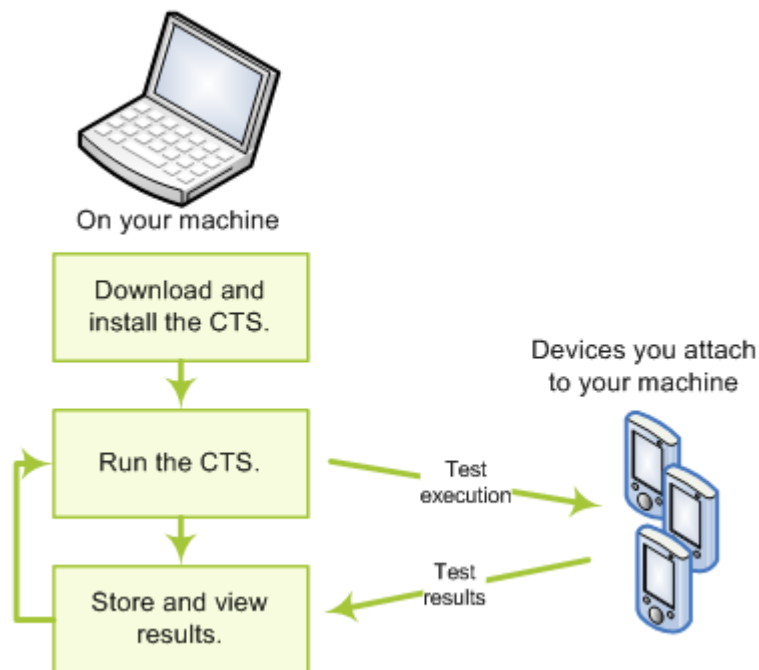 On your machine
Download and
install the CTS.
Devices you attach
to your machine
Run the CTS.
Test
execution
Test
results
Store and view
results.